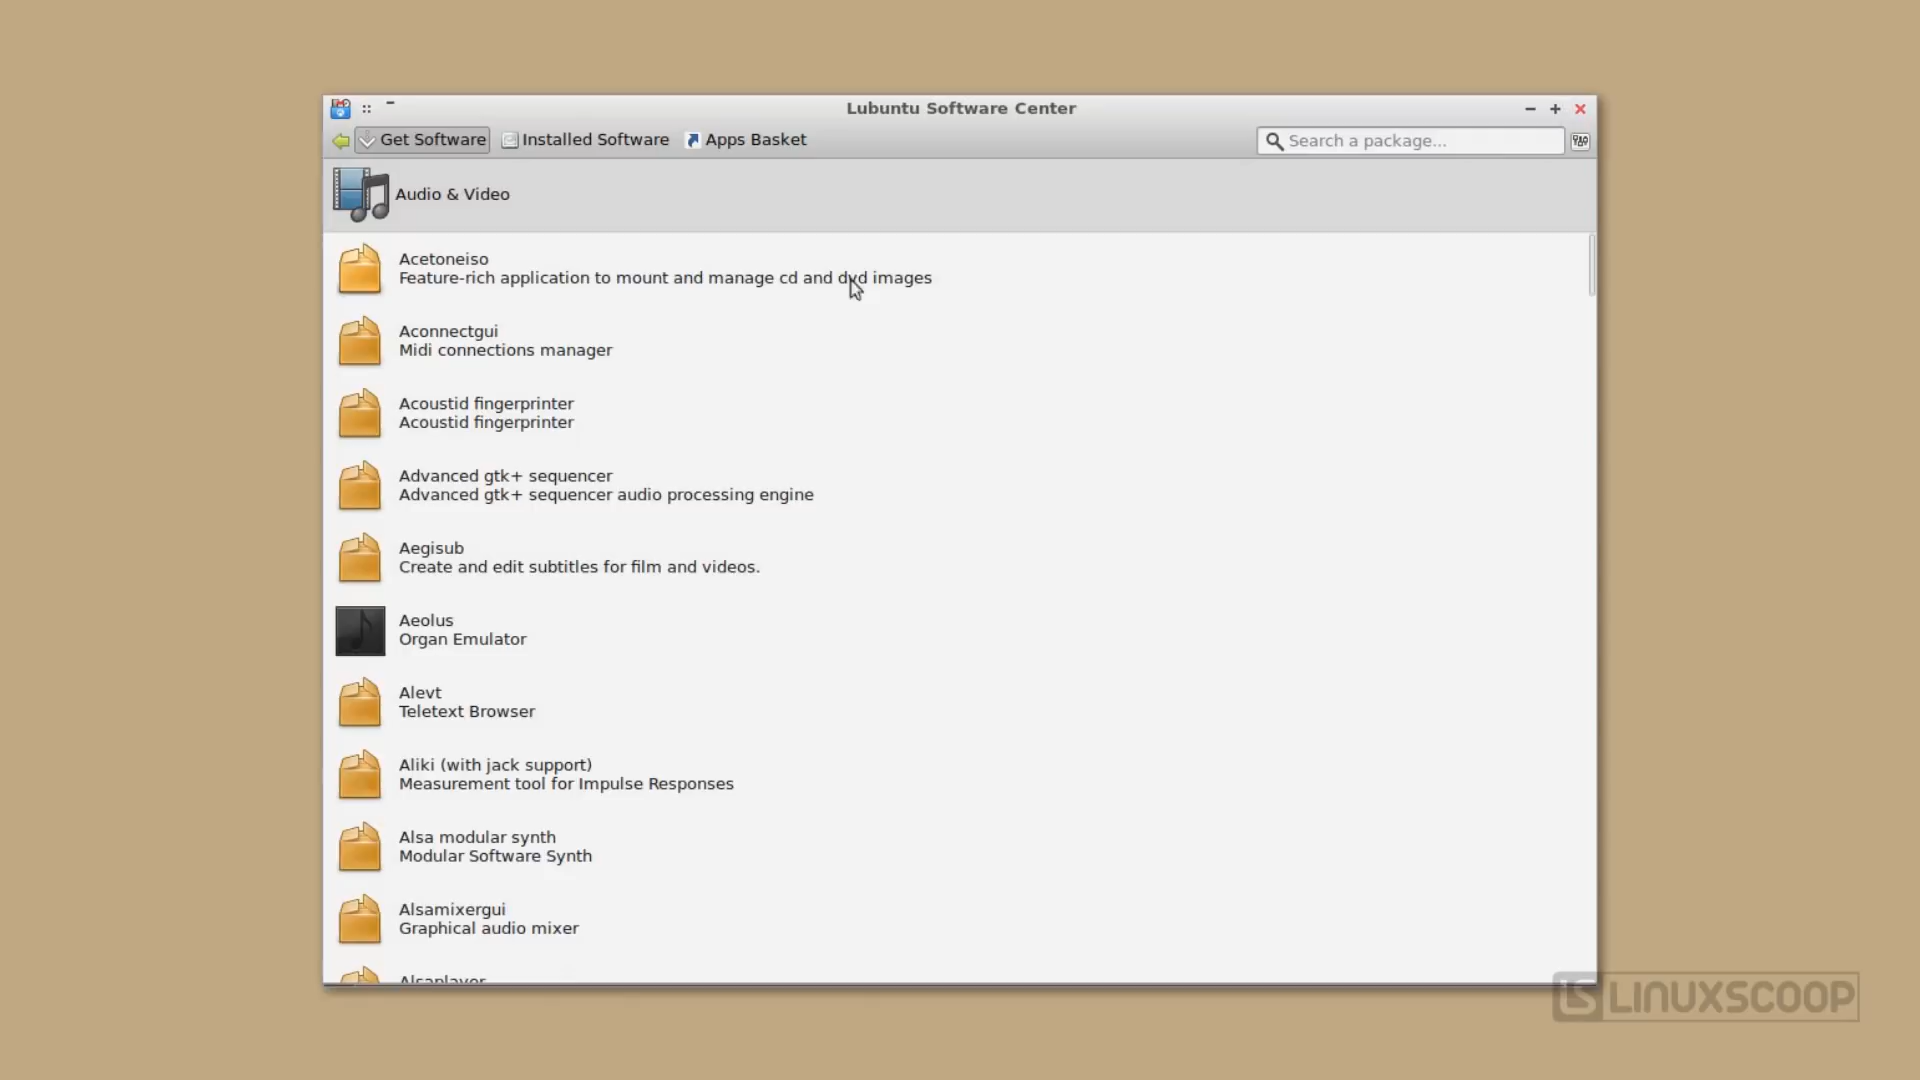 Lubuntu Software Center
Get Software Installed Software Apps Basket Search a package...
Audio & Video
Acetoneiso
Feature-rich application to mount and manage cd and dvd images
Aconnectgui
Midi connections manager
Acoustid fingerprinter
Acoustid fingerprinter
Advanced gtk+ sequencer
Advanced gtk+ sequencer audio processing engine
Aegisub
Create and edit subtitles for film and videos.
Aeolus
Organ Emulator
Alevt
Teletext Browser
Aliki (with jack support)
Measurement tool for Impulse Responses
Alsa modular synth
Modular Software Synth
Alsamixergui
Graphical audio mixer
Alsaplayer
LS LINUXSCOOP